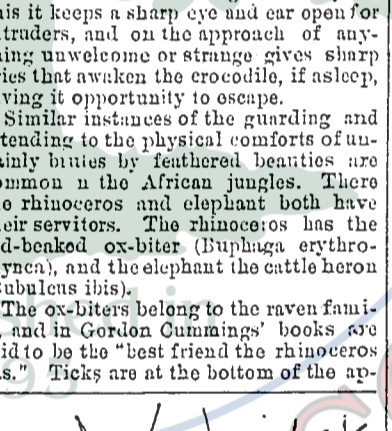 his it keeps a sharp eye and ear open for
truders, and on the approach of any-
hing unwelcome or strange gives sharp
ries that awaken the crocodile, if asleep,
ving it opportunity to escape.
Similar instances of the guarding and
tending to the physical comforts of un-
ainly brutes by feathered beauties are
ommon n the African jungles. There
e rhinoceros and elephant both have
eir servitors. The rhinoceros has the
d-beaked ox-biter (Buphaga erythro-
ynca), and the elephant the cattle heron
ubulcus ibis).
The ox-biters belong to the raven fami-
, and in Gordon Cummings' books are
id to be the "best friend the rhinoceros
s." Ticks are at the bottom of the ap-